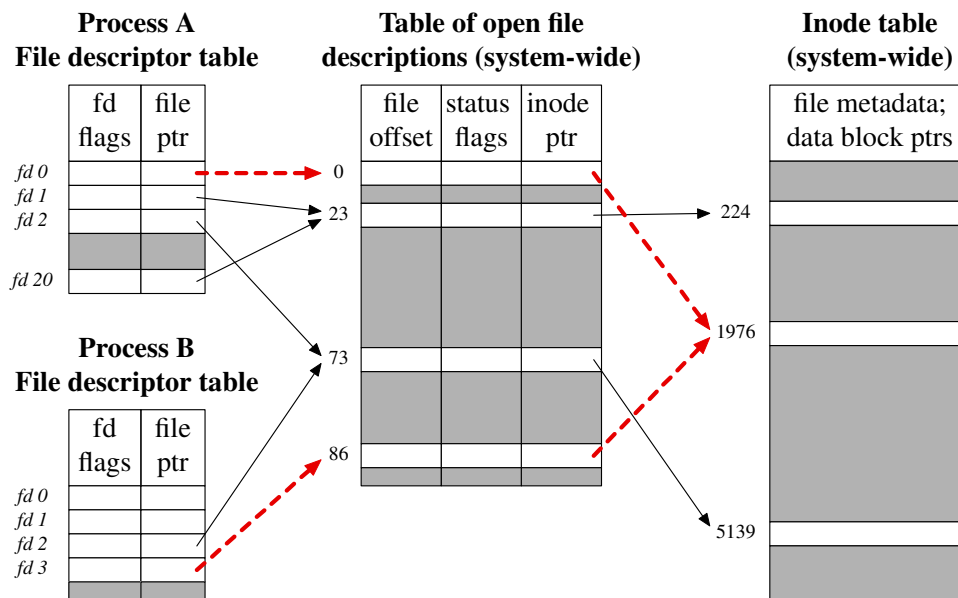 Process A
File descriptor table
fd
flags
file
ptr
fd 0
fd 1
fd 2
fd 20
Process B
File descriptor table
fd
flags
file
ptr
fd 0
fd 1
fd 2
fd 3
Table of open file
descriptions (system-wide)
file
offset
status
flags
inode
ptr
0
23
73
86
Inode table
(system-wide)
file metadata;
data block ptrs
224
1976
5139